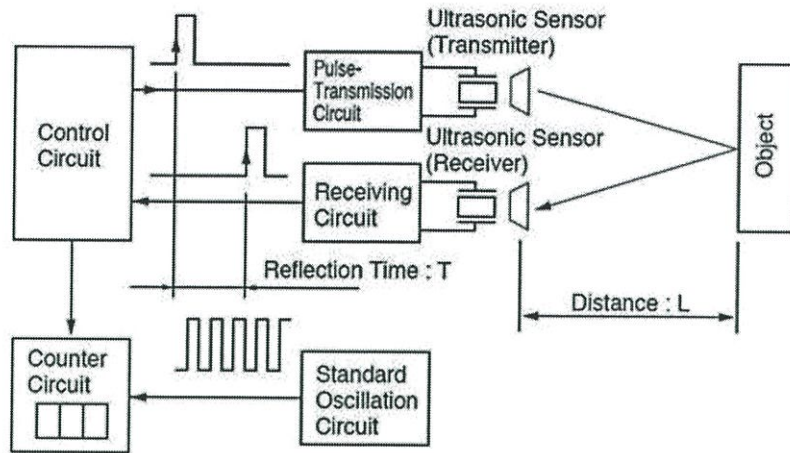 Ultrasonic Sensor
(Transmitter)
Pulse-
Transmission
Circuit
Control
Circuit
Object
Ultrasonic Sensor
(Receiver)
Receiving
Circuit
Reflection Time : T
Distance : L
Counter
Circuit
Standard
Oscillation
Circuit